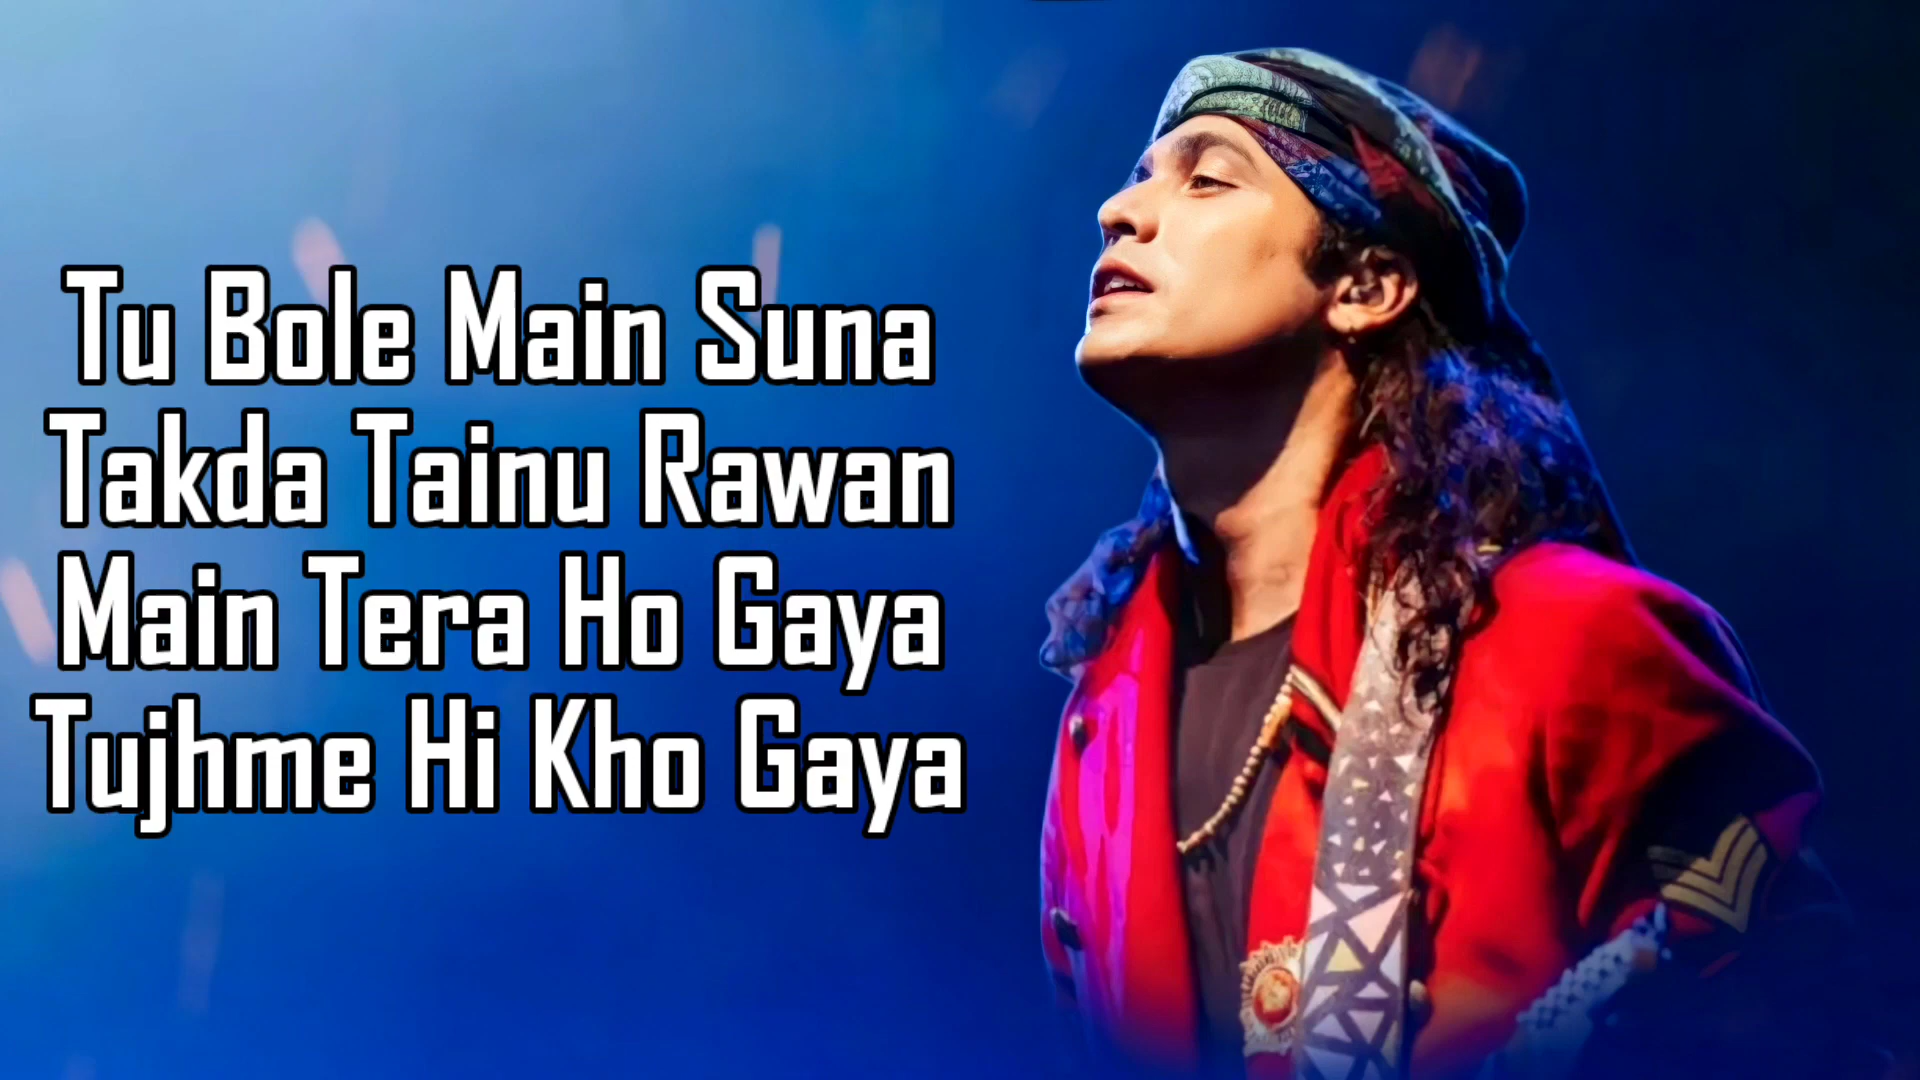 Tu Bole Main Suna
Takda Tainu Rawan
Main Tera Ho Gaya
Tujhme Hi Kho Gaya